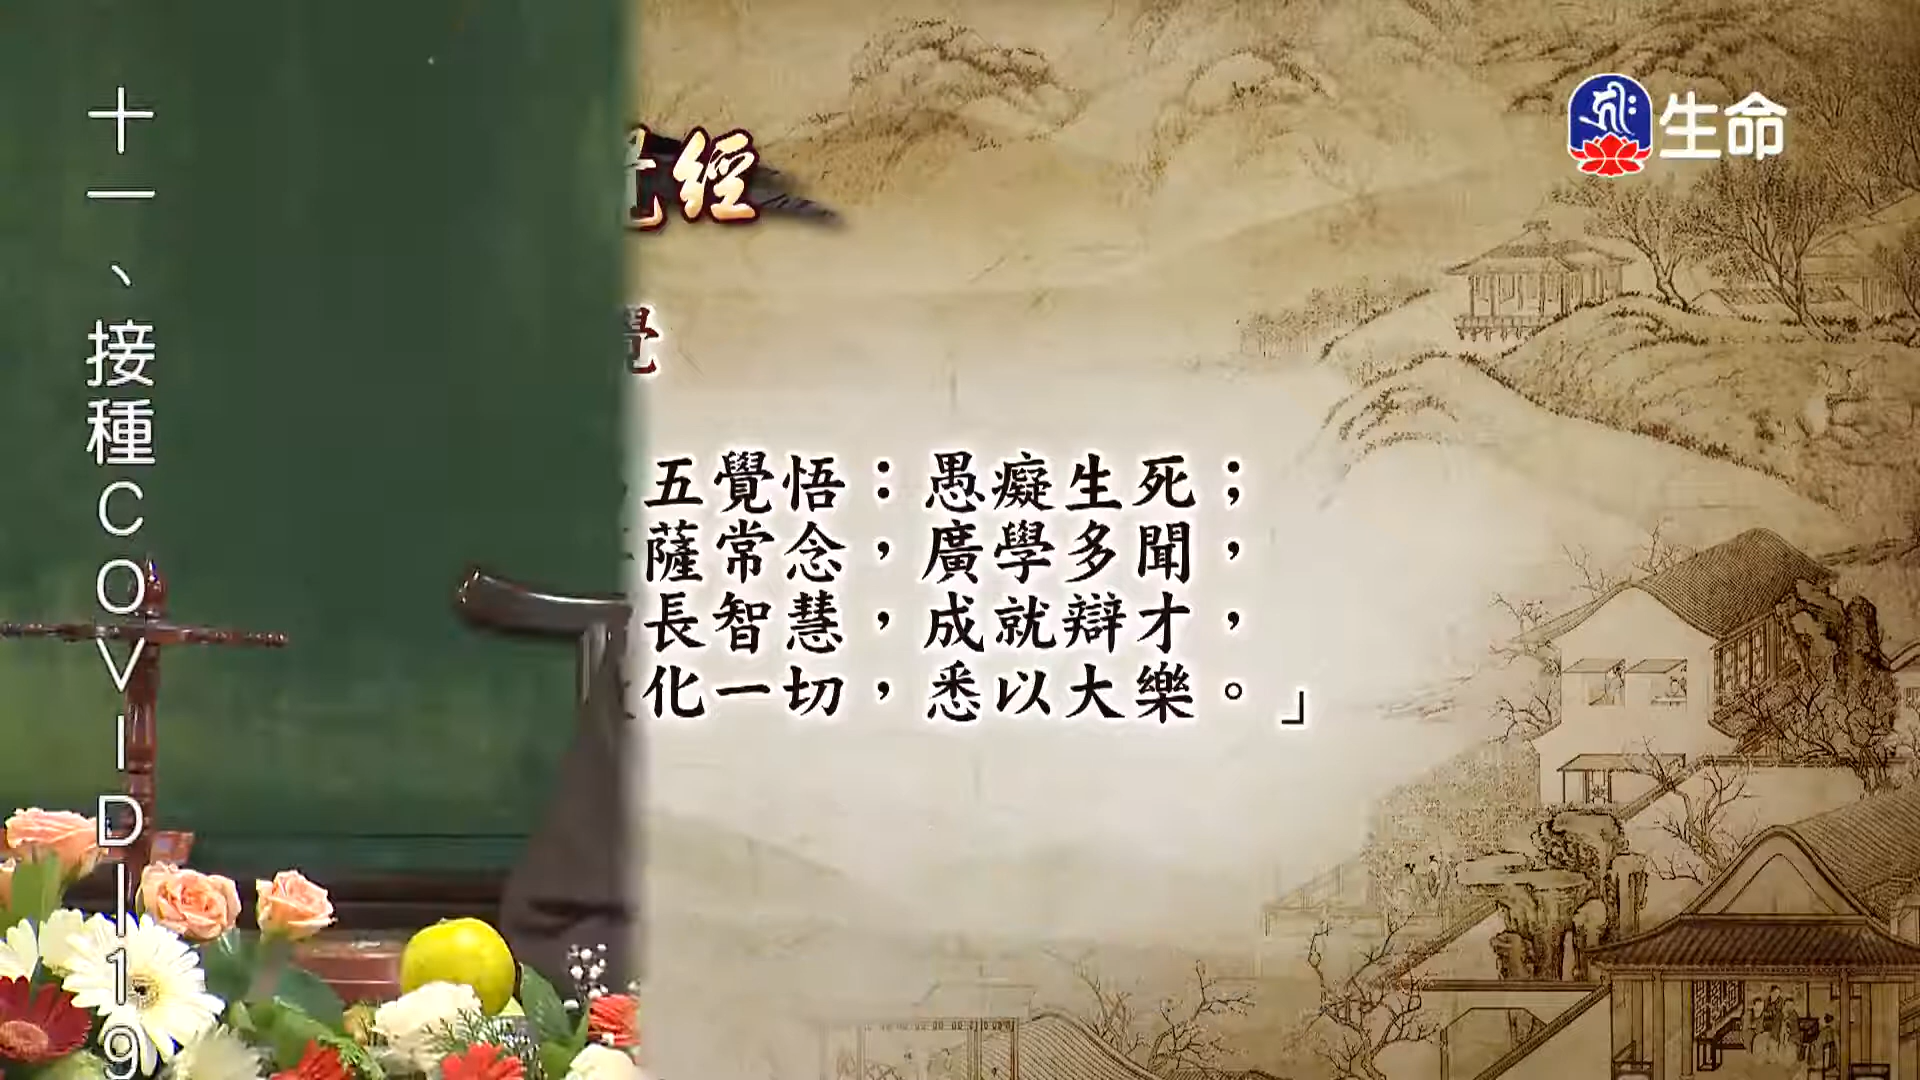 十一、接種COVID-19
生命
經
覺
五覺悟：愚癡生死；
薩常念，廣學多聞，
長智慧，成就辯才，
化一切，悉以大樂。」